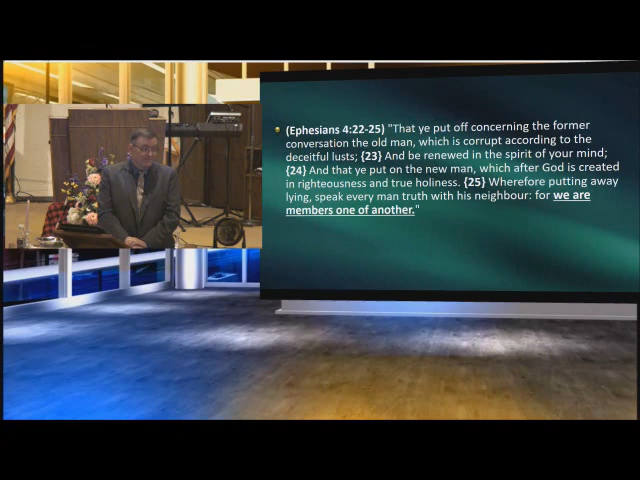 (Ephesians 4:22-25) "That ye put off concerning the former
conversation the old man, which is corrupt according to the
deceitful lusts; {23} And be renewed in the spirit of your mind;
{24} And that ye put on the new man, which after God is created
in righteousness and true holiness. {25} Wherefore putting away
lying, speak every man truth with his neighbour: for we are
members one of another."